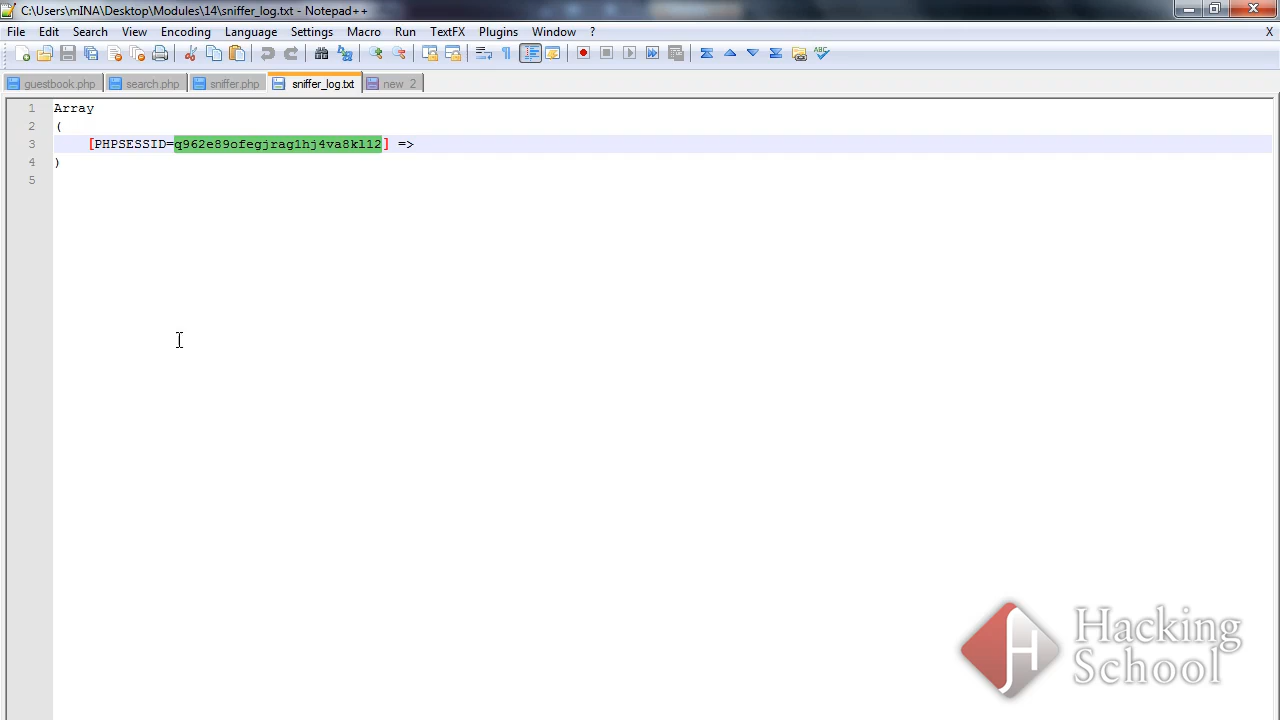 C:\Users\mINA\Desktop\Modules\14\sniffer_log.txt - Notepad++
File Edit Search View Encoding Language Settings Macro Run TextFX Plugins Window ? X
guestbook.php search.php sniffer.php sniffer_log.txt new 2
1 Array
2 (
3 [PHPSESSID=q962e89ofegjrag1hj4va8kl12] =>
4 )
5
Hacking
School